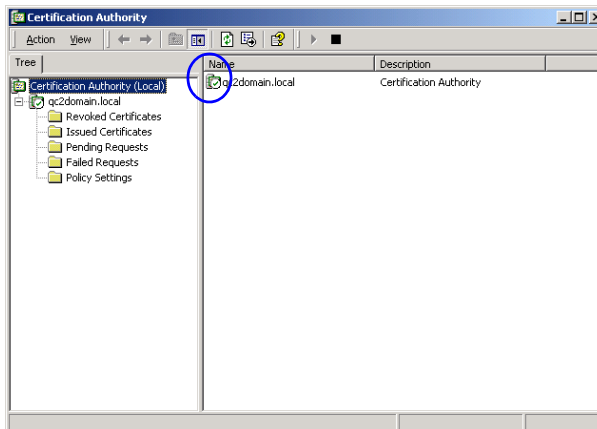 Certification Authority
Action View
Tree
Name Description
Certification Authority (Local)
qc2domain.local Certification Authority
qc2domain.local
Revoked Certificates
Issued Certificates
Pending Requests
Failed Requests
Policy Settings